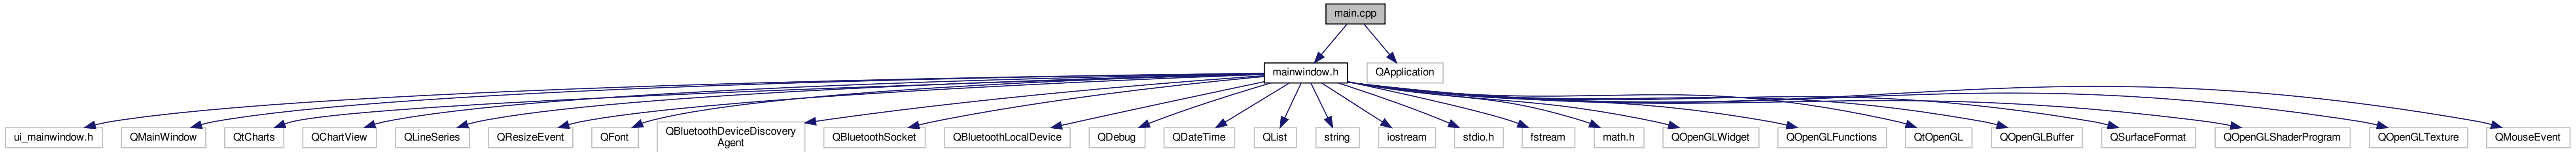 main.cpp
mainwindow.h
QApplication
ui_mainwindow.h
QMainWindow
QtCharts
QChartView
QLineSeries
QResizeEvent
QFont
QBluetoothDeviceDiscovery
Agent
QBluetoothSocket
QBluetoothLocalDevice
QDebug
QDateTime
QList
string
iostream
stdio.h
fstream
math.h
QOpenGLWidget
QOpenGLFunctions
QtOpenGL
QOpenGLBuffer
QSurfaceFormat
QOpenGLShaderProgram
QOpenGLTexture
QMouseEvent